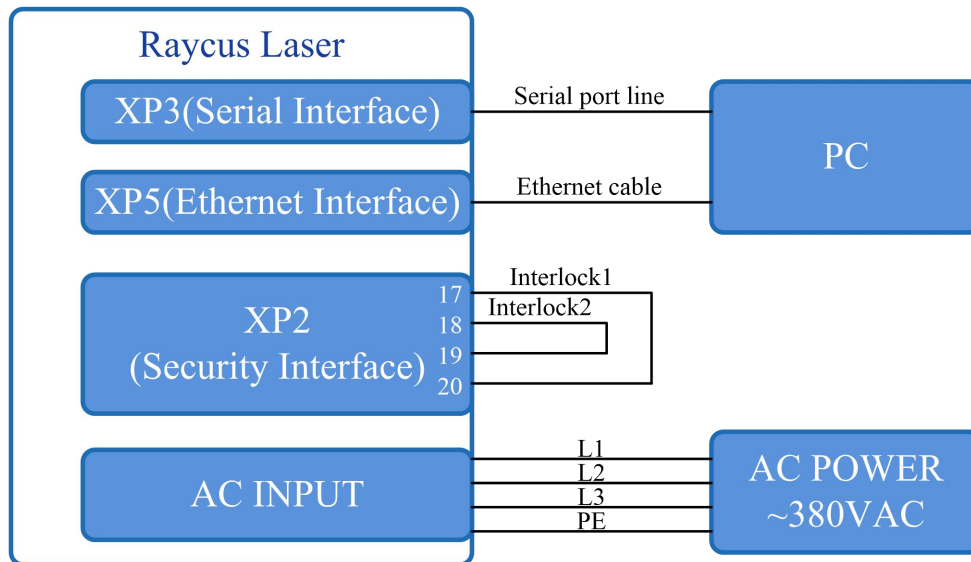 Raycus Laser
XP3(Serial Interface)
Serial port line
PC
XP5(Ethernet Interface)
Ethernet cable
XP2
(Security Interface)
17
18
19
20
Interlock1
Interlock2
AC INPUT
L1
L2
L3
PE
AC POWER
~380VAC